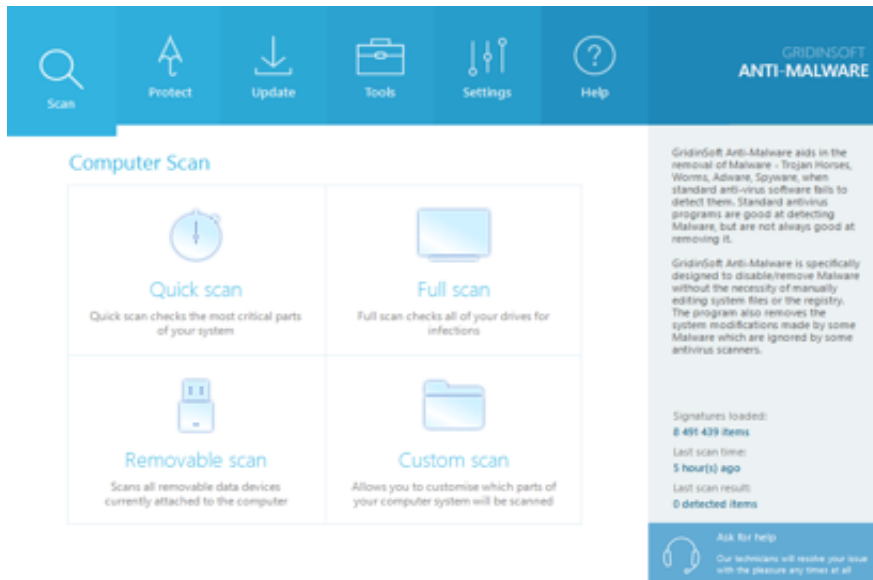 Scan
Protect
Update
Tools
Settings
Help
GRIDINSOFT
ANTI-MALWARE
Computer Scan
Quick scan
Quick scan checks the most critical parts
of your system
Full scan
Full scan checks all of your drives for
infections
Removable scan
Scans all removable data devices
currently attached to the computer
Custom scan
Allows you to customise which parts of
your computer system will be scanned
GridinSoft Anti-Malware aids in the
removal of Malware - Trojan Horses,
Worms, Adware, Spyware, when
standard anti-virus software fails to
detect them. Standard antivirus
programs are good at detecting
Malware, but are not always good at
removing it.
GridinSoft Anti-Malware is specifically
designed to disable/remove Malware
without the necessity of manually
editing system files or the registry.
The program also removes the
system modifications made by some
Malware which are ignored by some
antivirus scanners.
Signatures loaded:
8 491 439 items
Last scan time:
5 hour(s) ago
Last scan result:
0 detected items
Ask for help
Our technicians will resolve your issue
with the pleasure any times at all